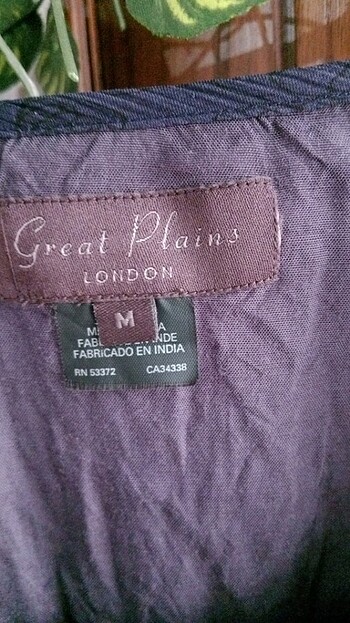 Great Plains
LONDON
M
FABRICADO EN INDIA
RN 53372 CA34338